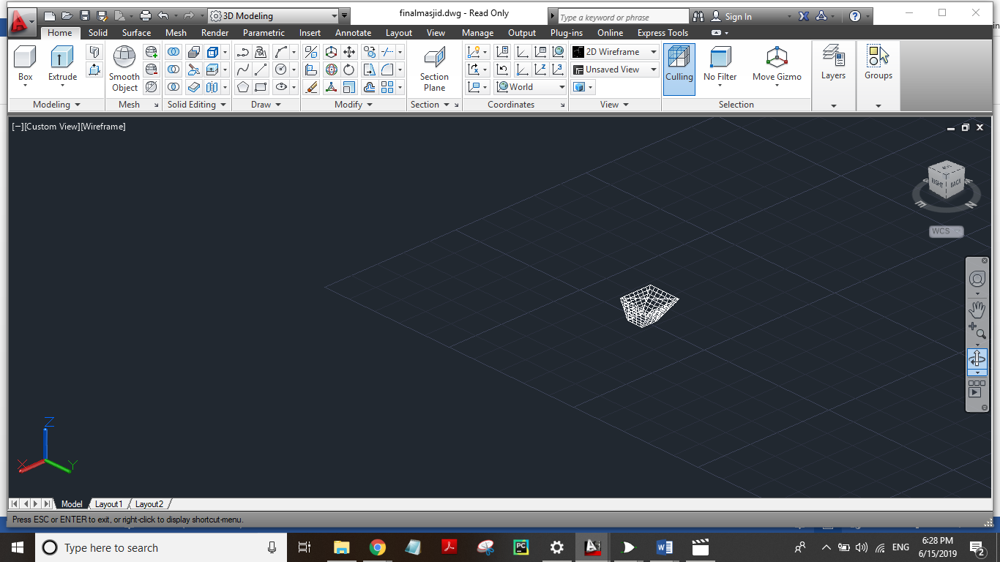 3D Modeling
finalmasjid.dwg - Read Only
Type a keyword or phrase
Sign In
Home Solid Surface Mesh Render Parametric Insert Annotate Layout View Manage Output Plug-ins Online Express Tools
2D Wireframe
Unsaved View
World
Box Extrude
Smooth Object
Section Plane
Culling No Filter Move Gizmo
Layers
Groups
Modeling Mesh Solid Editing Draw Modify Section Coordinates View Selection
[−][Custom View][Wireframe]
RIGHT BACK
E N
WCS
Z
X Y
Model Layout1 Layout2
Press ESC or ENTER to exit, or right-click to display shortcut-menu.
Type here to search
PC
W
ENG
6:28 PM
6/15/2019
2